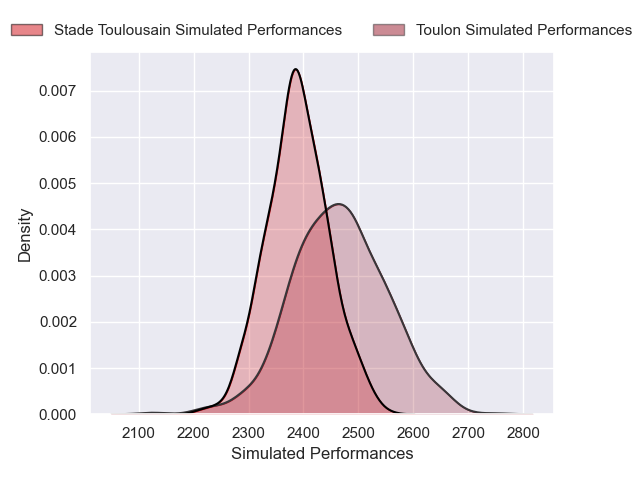 Stade Toulousain Simulated Performances
Toulon Simulated Performances
0.007
0.006
0.005
0.004
0.003
0.002
0.001
0.000
Density
2100 2200 2300 2400 2500 2600 2700 2800
Simulated Performances